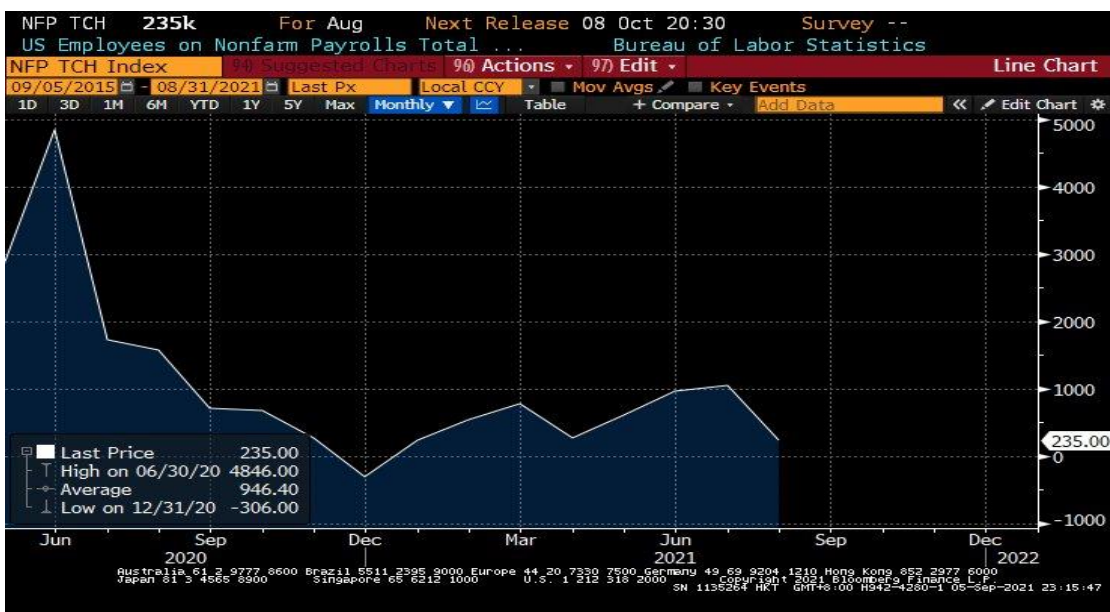 NFP TCH 235k For Aug Next Release 08 Oct 20:30 Survey --
US Employees on Nonfarm Payrolls Total ... Bureau of Labor Statistics
NFP TCH Index 94) Suggested Charts 96) Actions 97) Edit Line Chart
09/05/2015 - 08/31/2021 Last Px Local CCY Mov Avgs Key Events
1D 3D 1M 6M YTD 1Y 5Y Max Monthly ▼ Table + Compare Add Data « Edit Chart
5000
4000
3000
2000
1000
235.00
0
-1000
Last Price 235.00
High on 06/30/20 4846.00
Average 946.40
Low on 12/31/20 -306.00
Jun Sep Dec Mar Jun Sep Dec
2020 2021 2022
Australia 61 2 9777 8600 Brazil 5511 2395 9000 Europe 44 20 7330 7500 Germany 49 69 9204 1210 Hong Kong 852 2977 6000
Japan 81 3 4565 8900 Singapore 65 6212 1000 U.S. 1 212 318 2000 Copyright 2021 Bloomberg Finance L.P.
SN 1135264 HKT GMT+8:00 H942-4280-1 05-Sep-2021 23:15:47